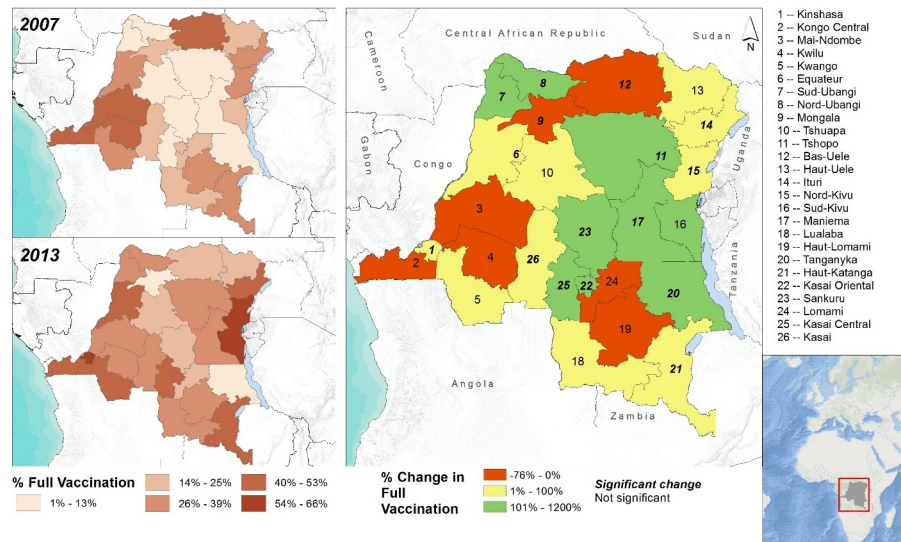 2007
2013
Cameroon
Central African Republic
Sudan
N
Gabon
Congo
Uganda
Tanzania
Angola
Zambia
7
8
12
13
9
14
6
11
15
10
3
23
17
16
1
2
4
26
25
22
24
20
5
19
18
21
1 -- Kinshasa
2 -- Kongo Central
3 -- Mai-Ndombe
4 -- Kwilu
5 -- Kwango
6 -- Equateur
7 -- Sud-Ubangi
8 -- Nord-Ubangi
9 -- Mongala
10 -- Tshuapa
11 -- Tshopo
12 -- Bas-Uele
13 -- Haut-Uele
14 -- Ituri
15 -- Nord-Kivu
16 -- Sud-Kivu
17 -- Maniema
18 -- Lualaba
19 -- Haut-Lomami
20 -- Tanganyka
21 -- Haut-Katanga
22 -- Kasai Oriental
23 -- Sankuru
24 -- Lomami
25 -- Kasai Central
26 -- Kasai
% Full Vaccination
1% - 13%
14% - 25%
26% - 39%
40% - 53%
54% - 66%
% Change in
Full
Vaccination
-76% - 0%
1% - 100%
101% - 1200%
Significant change
Not significant